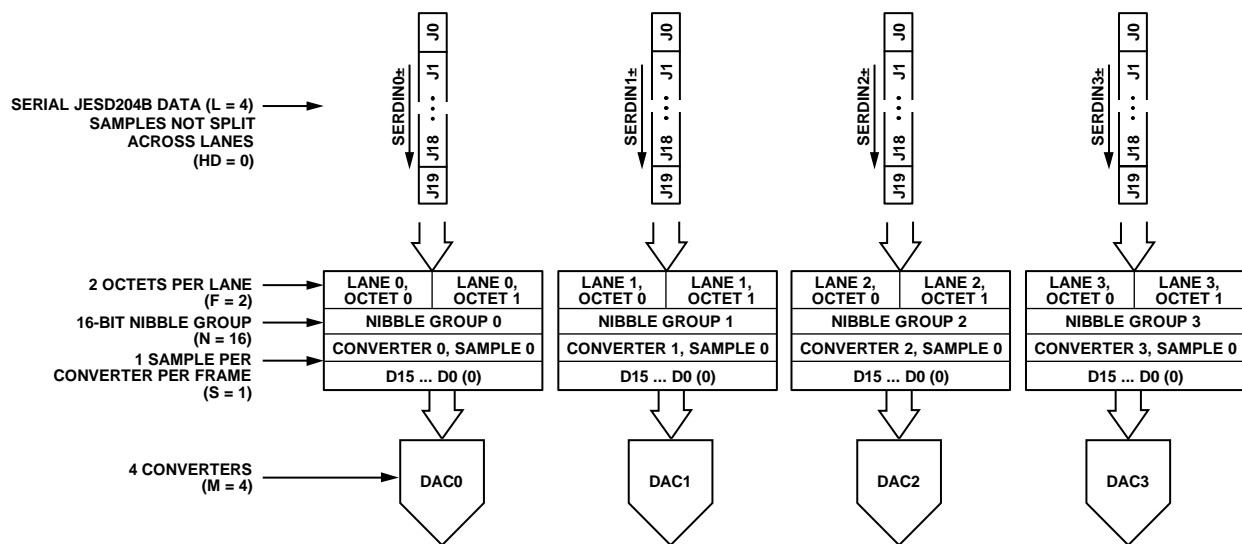 J0
J1
• • •
J18
J19
SERDIN0±
J0
J1
• • •
J18
J19
SERDIN1±
J0
J1
• • •
J18
J19
SERDIN2±
J0
J1
• • •
J18
J19
SERDIN3±
SERIAL JESD204B DATA (L = 4)
SAMPLES NOT SPLIT
ACROSS LANES
(HD = 0)
2 OCTETS PER LANE
(F = 2)
LANE 0,
OCTET 0
LANE 0,
OCTET 1
LANE 1,
OCTET 0
LANE 1,
OCTET 1
LANE 2,
OCTET 0
LANE 2,
OCTET 1
LANE 3,
OCTET 0
LANE 3,
OCTET 1
16-BIT NIBBLE GROUP
(N = 16)
NIBBLE GROUP 0
NIBBLE GROUP 1
NIBBLE GROUP 2
NIBBLE GROUP 3
1 SAMPLE PER
CONVERTER PER FRAME
(S = 1)
CONVERTER 0, SAMPLE 0
CONVERTER 1, SAMPLE 0
CONVERTER 2, SAMPLE 0
CONVERTER 3, SAMPLE 0
D15 ... D0 (0)
D15 ... D0 (0)
D15 ... D0 (0)
D15 ... D0 (0)
4 CONVERTERS
(M = 4)
DAC0
DAC1
DAC2
DAC3